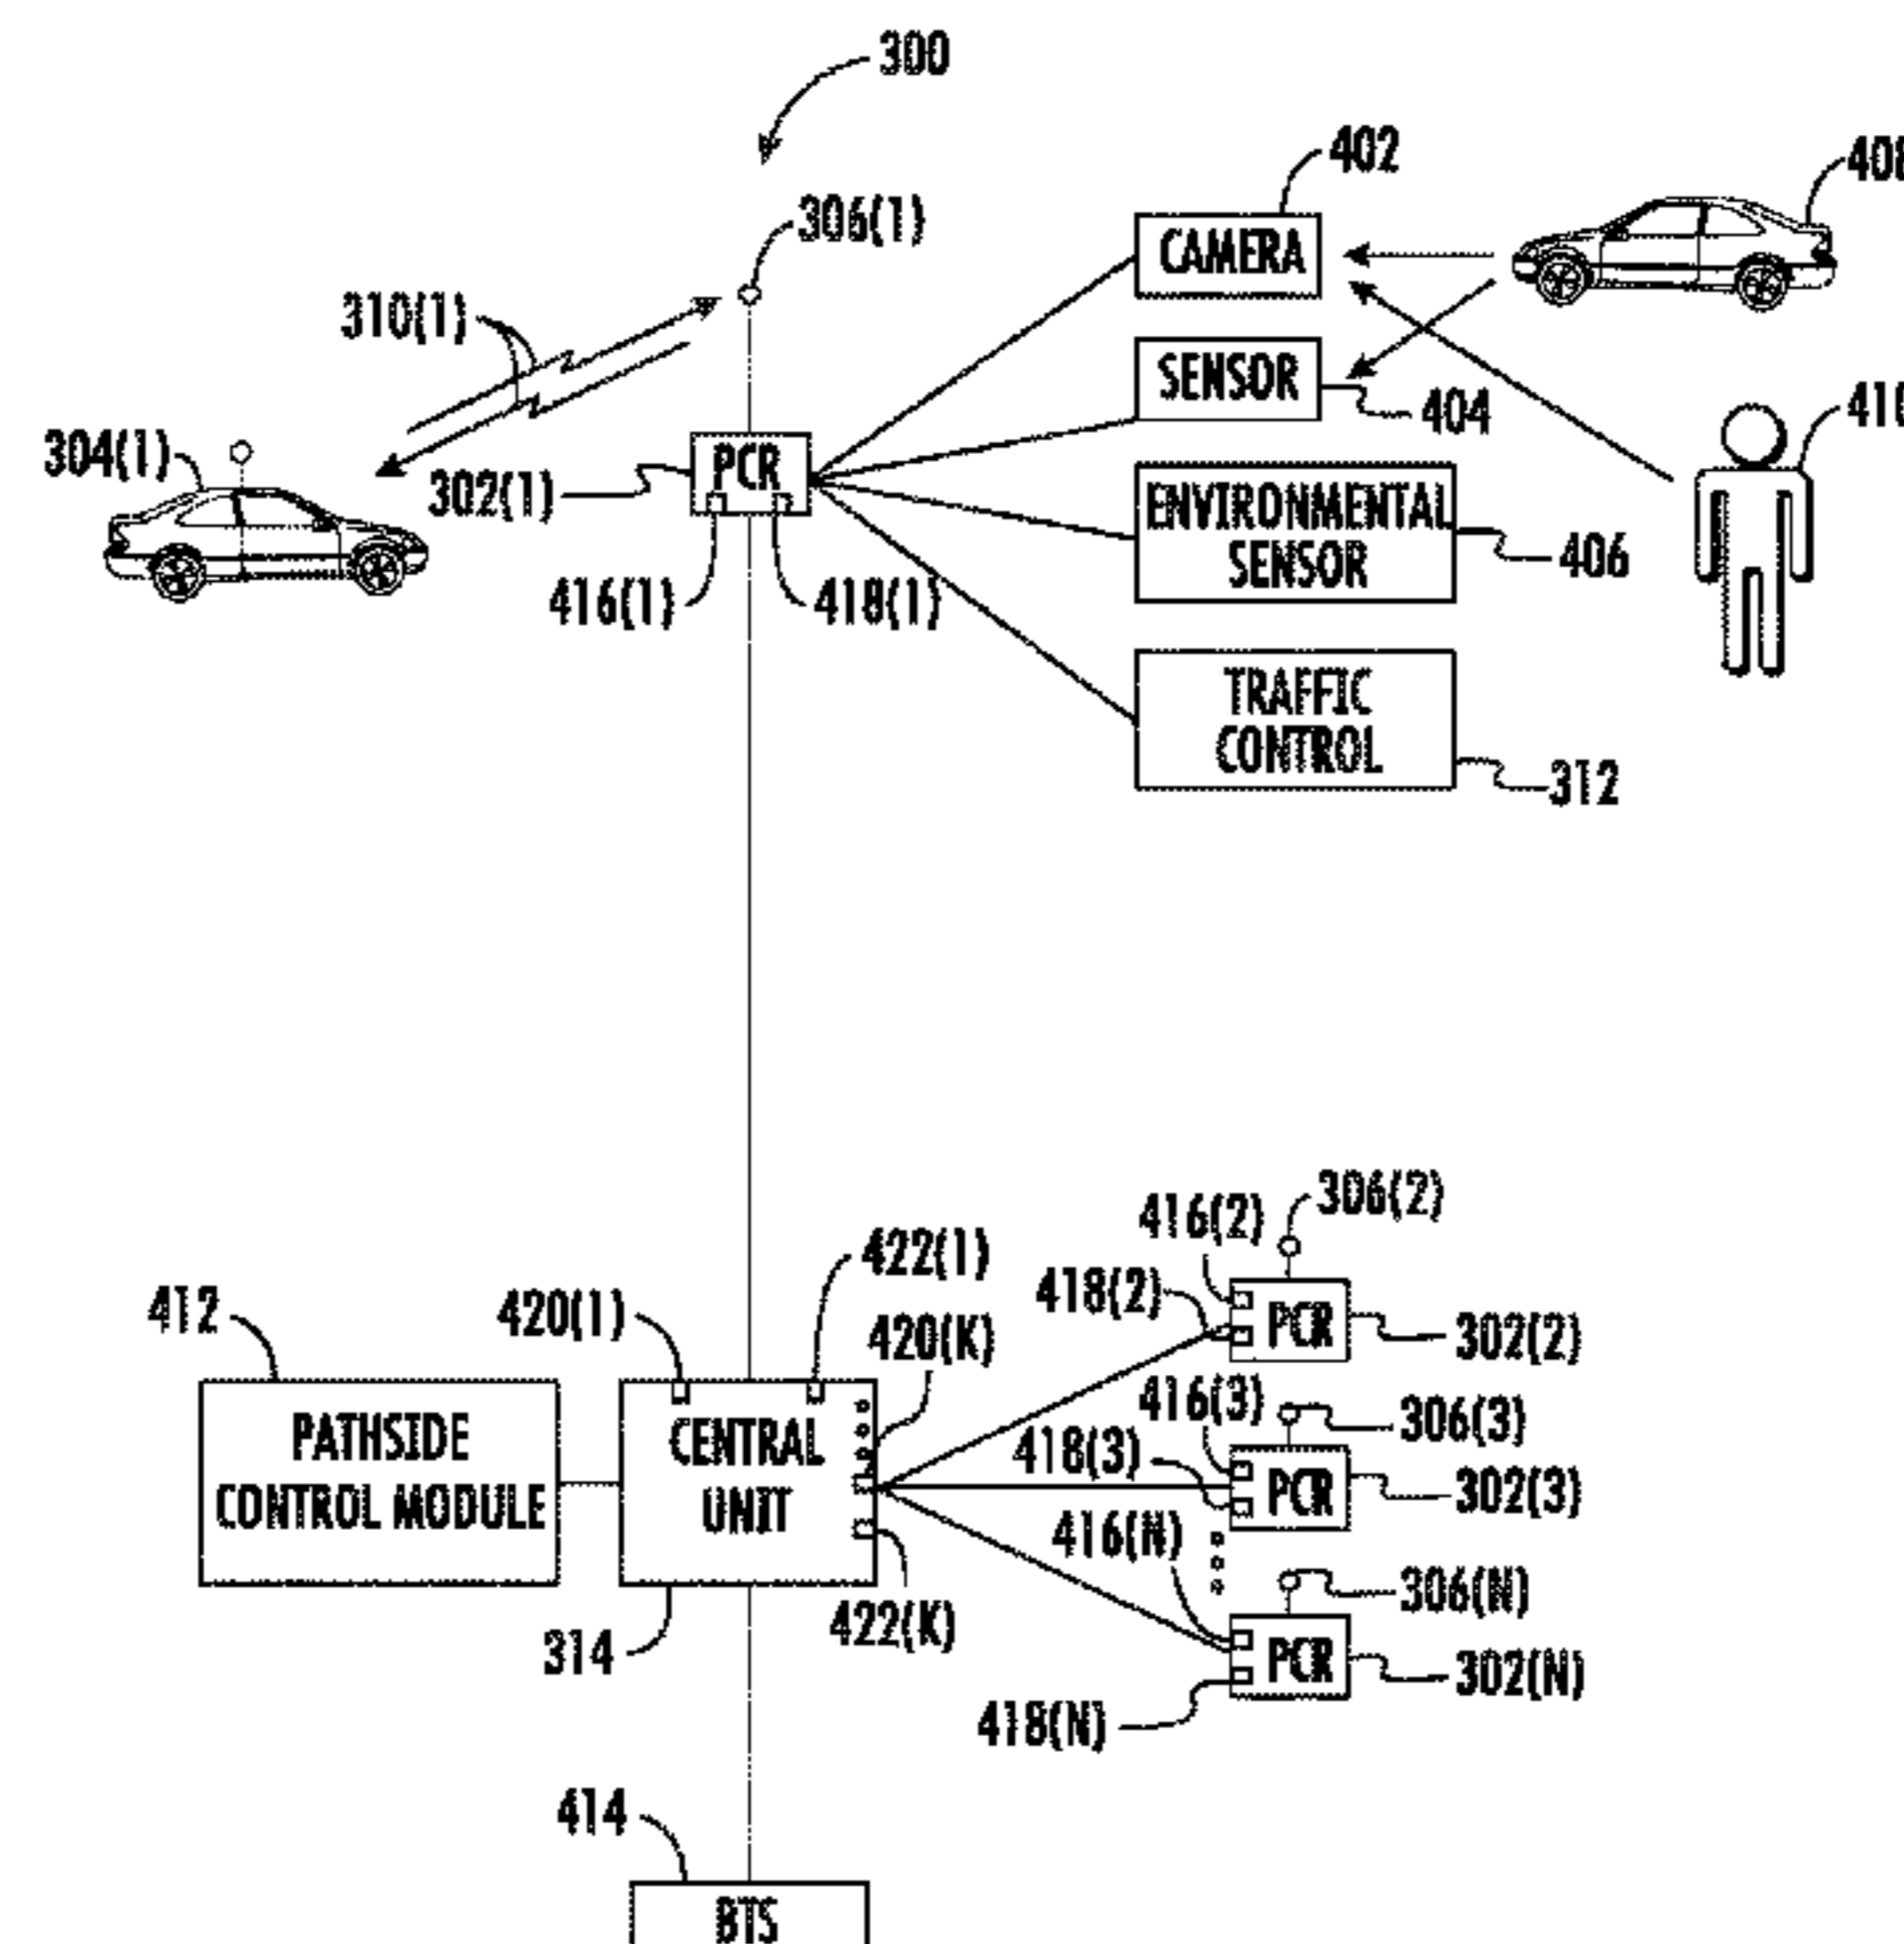 300
402
408
306(1)
CAMERA
310(1)
SENSOR
404
410
304(1)
PCR
302(1)
ENVIRONMENTAL
SENSOR
406
416(1)
418(1)
TRAFFIC
CONTROL
312
306(2)
416(2)
422(1)
418(2)
412
420(1)
420(K)
PCR
302(2)
416(3)
306(3)
PATHSIDE
CONTROL MODULE
CENTRAL
UNIT
418(3)
PCR
302(3)
416(N)
306(N)
422(K)
314
PCR
302(N)
418(N)
414
BTS